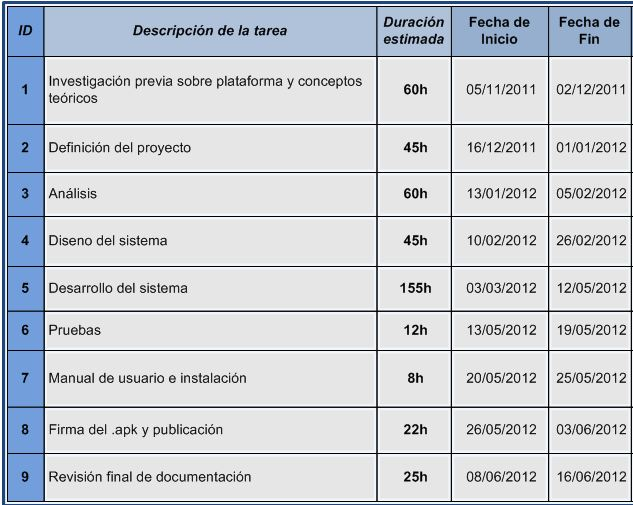 ID Descripción de la tarea Duración estimada Fecha de Inicio Fecha de Fin
1 Investigación previa sobre plataforma y conceptos teóricos 60h 05/11/2011 02/12/2011
2 Definición del proyecto 45h 16/12/2011 01/01/2012
3 Análisis 60h 13/01/2012 05/02/2012
4 Diseno del sistema 45h 10/02/2012 26/02/2012
5 Desarrollo del sistema 155h 03/03/2012 12/05/2012
6 Pruebas 12h 13/05/2012 19/05/2012
7 Manual de usuario e instalación 8h 20/05/2012 25/05/2012
8 Firma del .apk y publicación 22h 26/05/2012 03/06/2012
9 Revisión final de documentación 25h 08/06/2012 16/06/2012